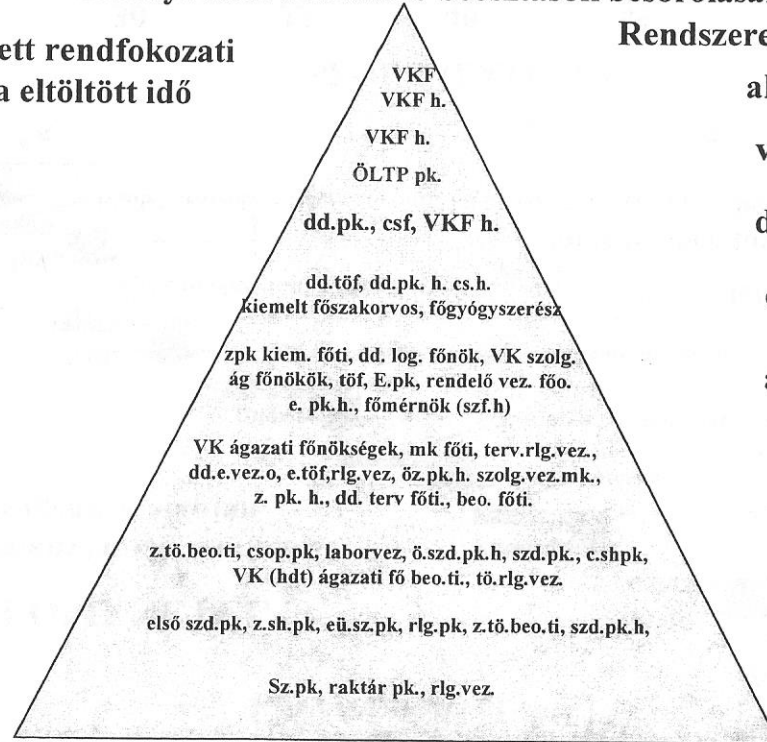 besorolása
ett rendfokozati
a eltöltött idő
Rendszere
VKF
VKF h.
VKF h.
ÖLTP pk.
dd.pk., csf, VKF h.
dd.töf, dd.pk. h. cs.h.
kiemelt főszakorvos, főgyógyszerész
zpk kiem. főti, dd. log. főnök, VK szolg.
ág főnökök, töf, E.pk, rendelő vez. főo.
e. pk.h., főmérnök (szf.h)
VK ágazati főnökségek, mk főti, terv.rlg.vez.,
dd.e.vez.o, e.töf,rlg.vez, öz.pk.h. szolg.vez.mk.,
z. pk. h., dd. terv főti., beo. főti.
z.tö.beo.ti, csop.pk, laborvez, ö.szd.pk.h, szd.pk., c.shpk,
VK (hdt) ágazati fő beo.ti., tö.rlg.vez.
első szd.pk, z.sh.pk, eü.sz.pk, rlg.pk, z.tö.beo.ti, szd.pk.h,
Sz.pk, raktár pk., rlg.vez.